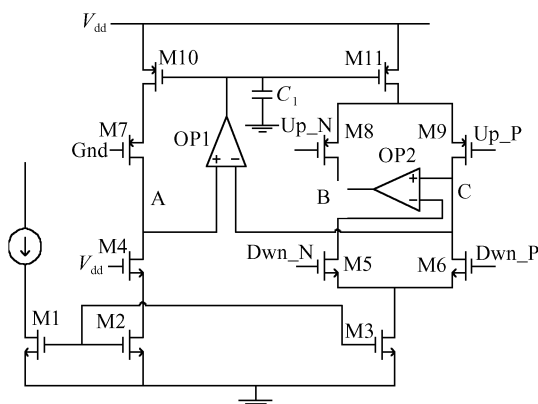 Vdd
M10
M11
C1
OP1
Up_N
M8
M9
Up_P
M7
Gnd
OP2
A
B
C
+
-
+ -
M4
Vdd
Dwn_N
M5
M6
Dwn_P
M1
M2
M3